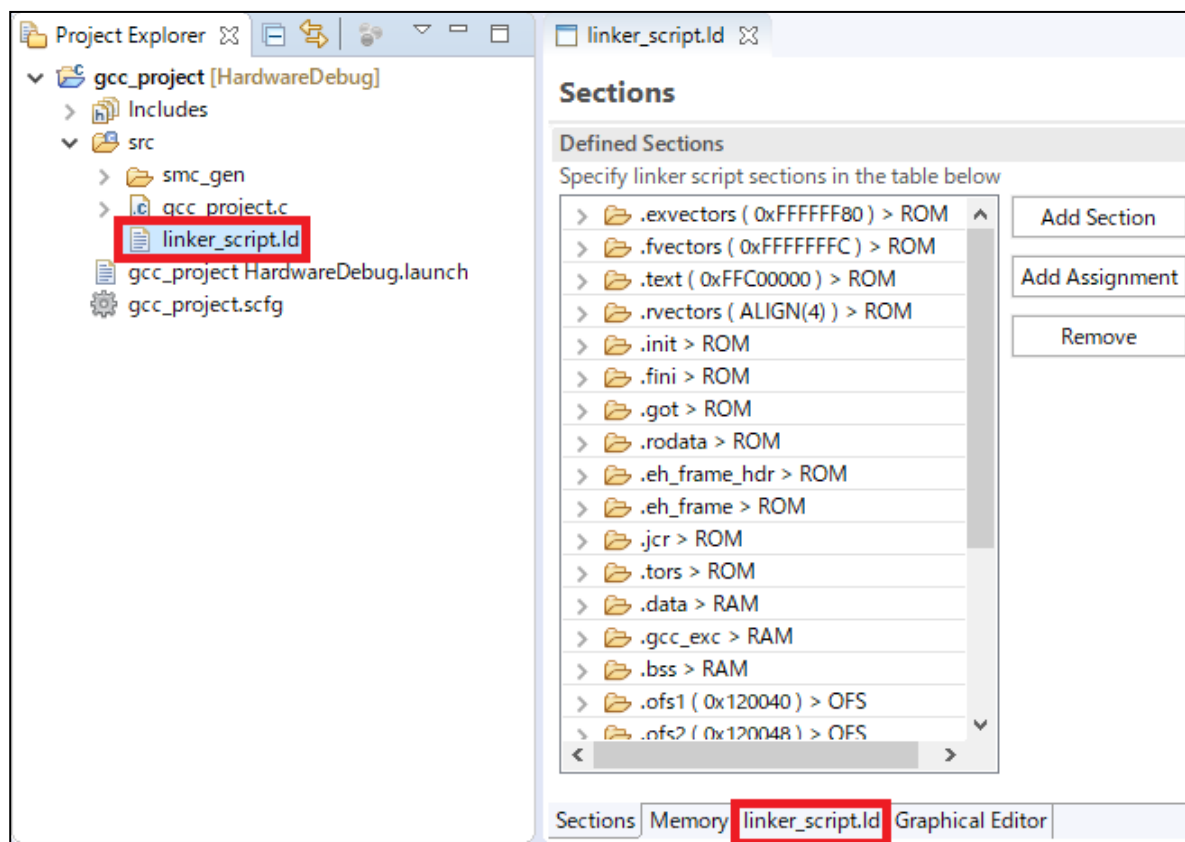 Project Explorer
gcc_project [HardwareDebug]
Includes
src
smc_gen
gcc_project.c
linker_script.ld
gcc_project HardwareDebug.launch
gcc_project.scfg
linker_script.ld
Sections
Defined Sections
Specify linker script sections in the table below
.exvectors ( 0xFFFFFF80 ) > ROM
.fvectors ( 0xFFFFFFFC ) > ROM
.text ( 0xFFC00000 ) > ROM
.rvectors ( ALIGN(4) ) > ROM
.init > ROM
.fini > ROM
.got > ROM
.rodata > ROM
.eh_frame_hdr > ROM
.eh_frame > ROM
.jcr > ROM
.tors > ROM
.data > RAM
.gcc_exc > RAM
.bss > RAM
.ofs1 ( 0x120040 ) > OFS
.ofs2 ( 0x120048 ) > OFS
Add Section
Add Assignment
Remove
Sections Memory linker_script.ld Graphical Editor